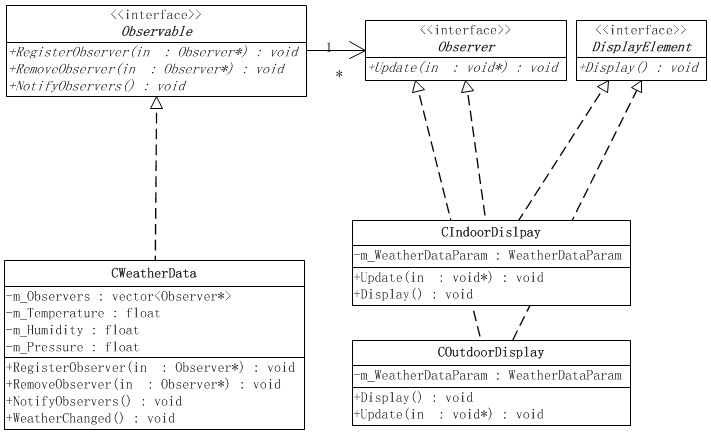 <<interface>>
Observable
+RegisterObserver(in : Observer*) : void
+RemoveObserver(in : Observer*) : void
+NotifyObservers() : void
1
*
<<interface>>
Observer
+Update(in : void*) : void
<<interface>>
DisplayElement
+Display() : void
CWeatherData
-m_Observers : vector<Observer*>
-m_Temperature : float
-m_Humidity : float
-m_Pressure : float
+RegisterObserver(in : Observer*) : void
+RemoveObserver(in : Observer*) : void
+NotifyObservers() : void
+WeatherChanged() : void
CIndoorDislpay
-m_WeatherDataParam : WeatherDataParam
+Update(in : void*) : void
+Display() : void
COutdoorDisplay
-m_WeatherDataParam : WeatherDataParam
+Display() : void
+Update(in : void*) : void